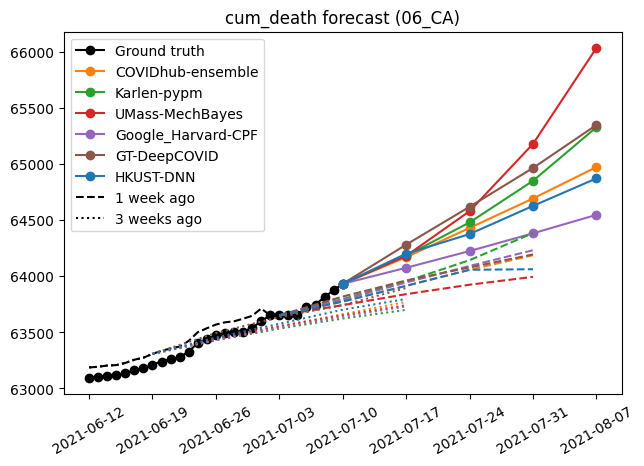 cum_death forecast (06_CA)
66000
65500
65000
64500
64000
63500
63000
Ground truth
COVIDhub-ensemble
Karlen-pypm
UMass-MechBayes
Google_Harvard-CPF
GT-DeepCOVID
HKUST-DNN
1 week ago
3 weeks ago
2021-06-12
2021-06-19
2021-06-26
2021-07-03
2021-07-10
2021-07-17
2021-07-24
2021-07-31
2021-08-07